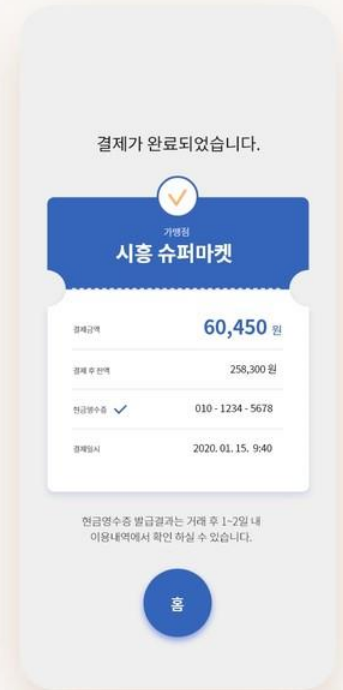 결제가 완료되었습니다.
가맹점
시흥 슈퍼마켓
결제금액
60,450 원
결제 후 잔액
258,300 원
현금영수증
010 - 1234 - 5678
결제일시
2020. 01. 15. 9:40
현금영수증 발급결과는 거래 후 1~2일 내
이용내역에서 확인 하실 수 있습니다.
홈